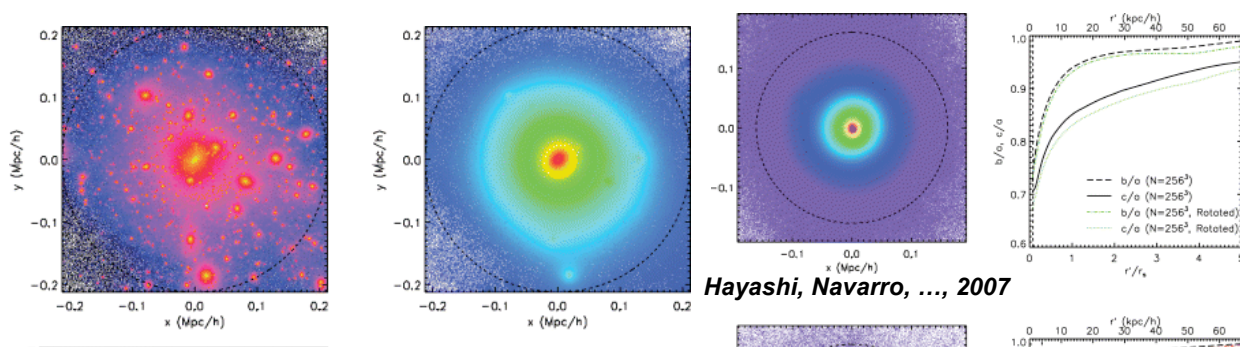 0.2
0.1
0.0
-0.1
-0.2
y (Mpc/h)
-0.2
-0.1
0.0
0.1
0.2
x (Mpc/h)
0.2
0.1
0.0
-0.1
-0.2
y (Mpc/h)
-0.2
-0.1
0.0
0.1
0.2
x (Mpc/h)
0.1
0.0
-0.1
-0.1
0.0
0.1
x (Mpc/h)
Hayashi, Navarro, …, 2007
r' (kpc/h)
0 10 20 30 40 50 60
1.0
0.9
0.8
0.7
0.6
b/a, c/a
b/a (N=256³)
c/a (N=256³)
b/a (N=256³, Rotated)
c/a (N=256³, Rotated)
0 1 2 3 4 5
r'/rₛ
r' (kpc/h)
0 10 20 30 40 50 60
1.0